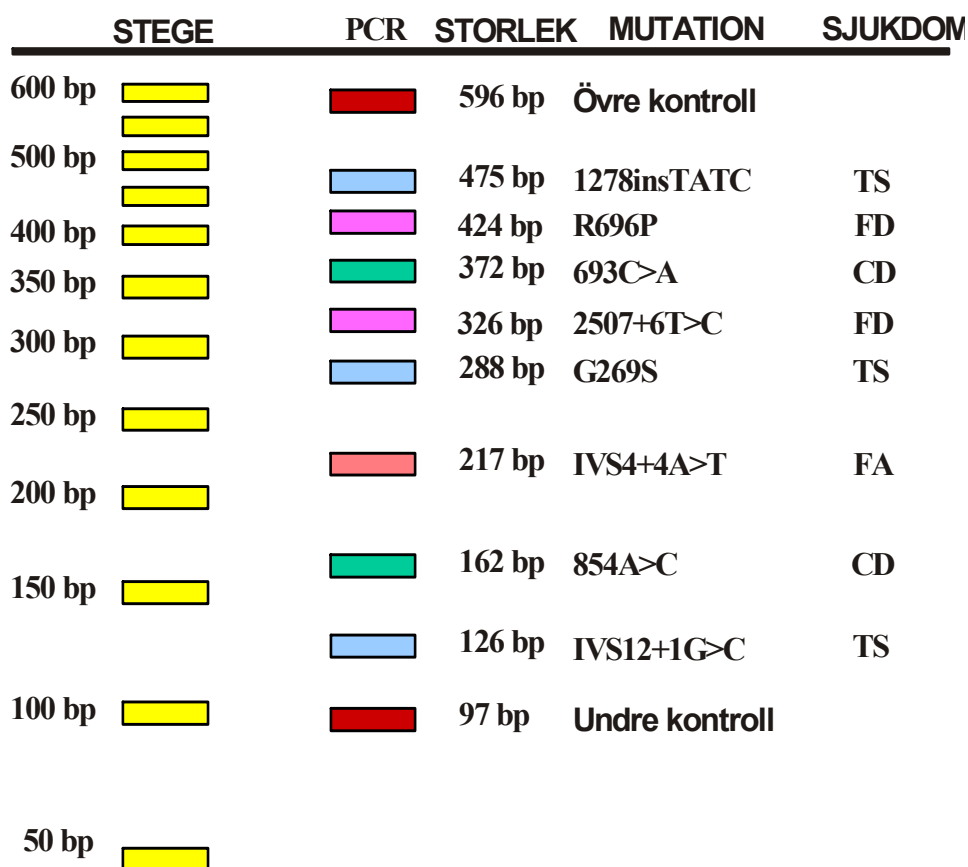 STEGE PCR STORLEK MUTATION SJUKDOM
600 bp 596 bp Övre kontroll
500 bp 475 bp 1278insTATC TS
400 bp 424 bp R696P FD
350 bp 372 bp 693C>A CD
300 bp 326 bp 2507+6T>C FD
288 bp G269S TS
250 bp
217 bp IVS4+4A>T FA
200 bp
162 bp 854A>C CD
150 bp
126 bp IVS12+1G>C TS
100 bp 97 bp Undre kontroll
50 bp